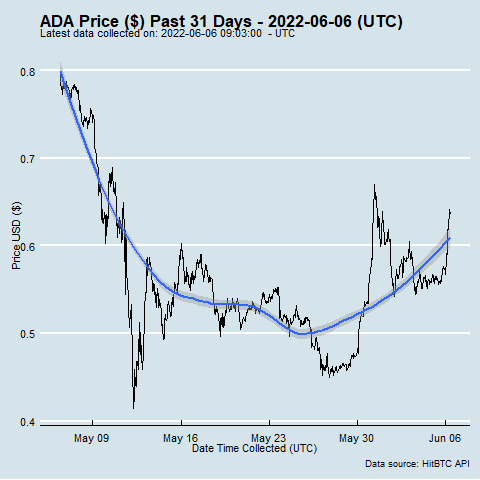 ADA Price ($) Past 31 Days - 2022-06-06 (UTC)
Latest data collected on: 2022-06-06 09:03:00 - UTC
0.8
0.7
0.6
0.5
0.4
Price USD ($)
May 09 May 16 May 23 May 30 Jun 06
Date Time Collected (UTC)
Data source: HitBTC API